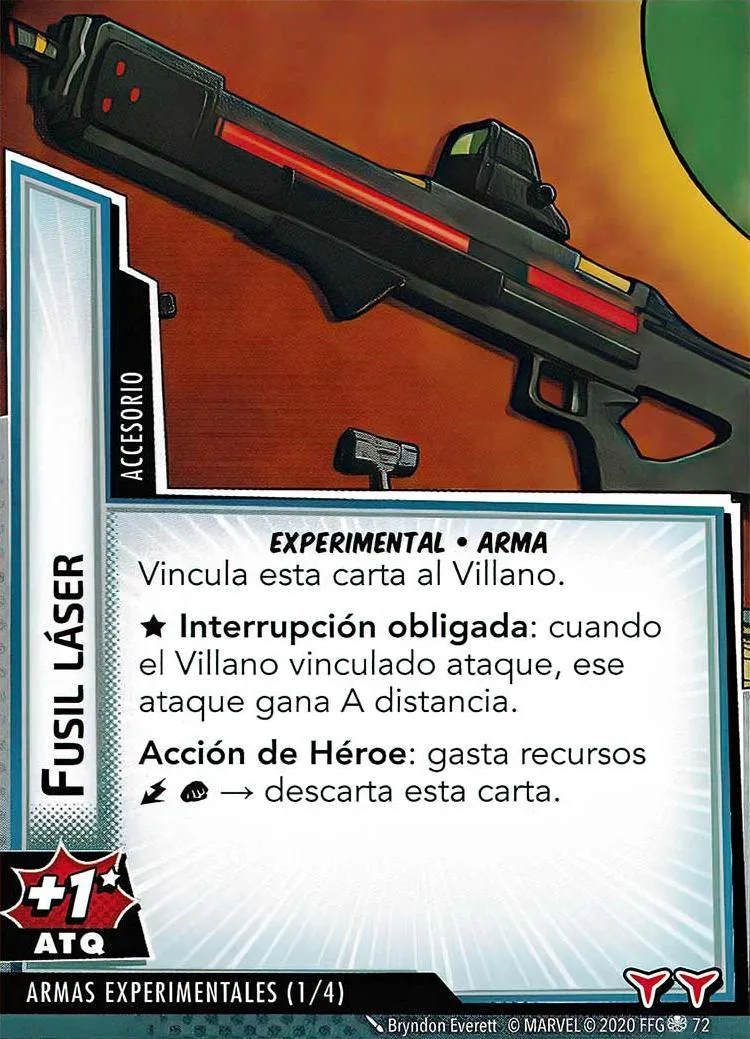 ACCESORIO
FUSIL LÁSER
EXPERIMENTAL • ARMA
Vincula esta carta al Villano.
★ Interrupción obligada: cuando
el Villano vinculado ataque, ese
ataque gana A distancia.
Acción de Héroe: gasta recursos
→ descarta esta carta.
+1★
ATQ
ARMAS EXPERIMENTALES (1/4)
Bryndon Everett © MARVEL © 2020 FFG 72